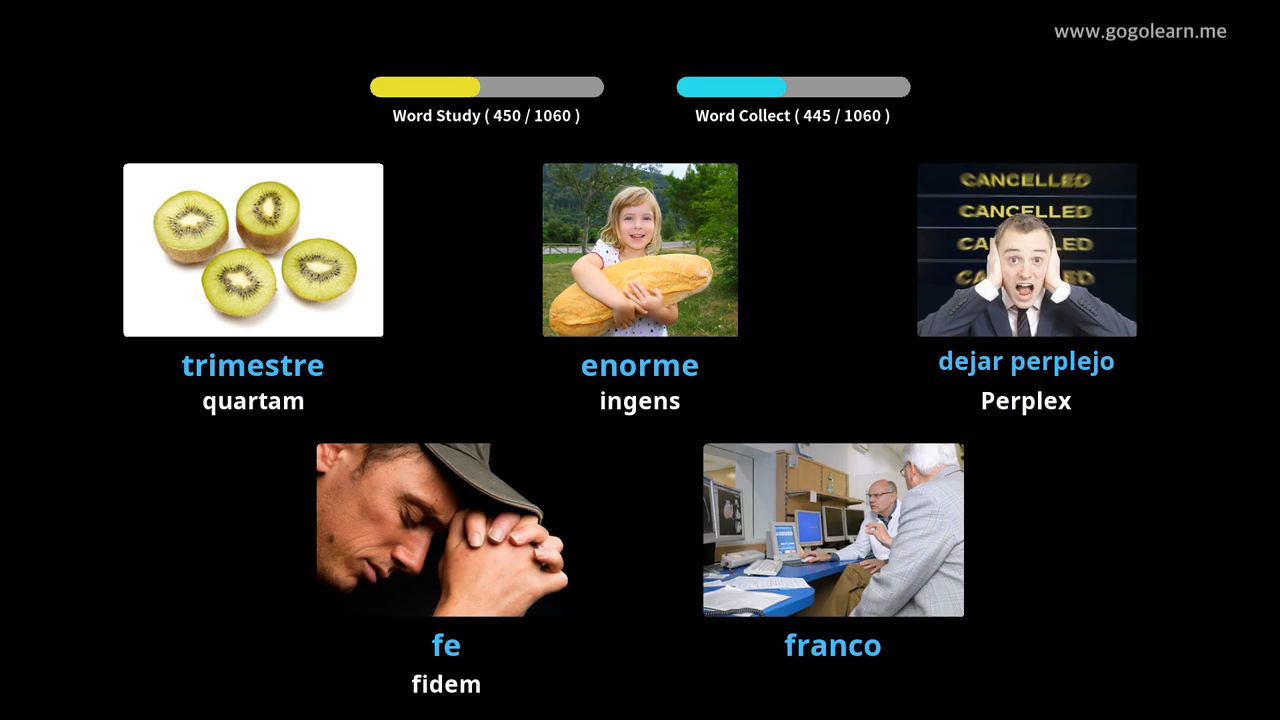 www.gogolearn.me
Word Study ( 450 / 1060 )
Word Collect ( 445 / 1060 )
CANCELLED
CANCELLED
trimestre
quartam
enorme
ingens
dejar perplejo
Perplex
fe
fidem
franco